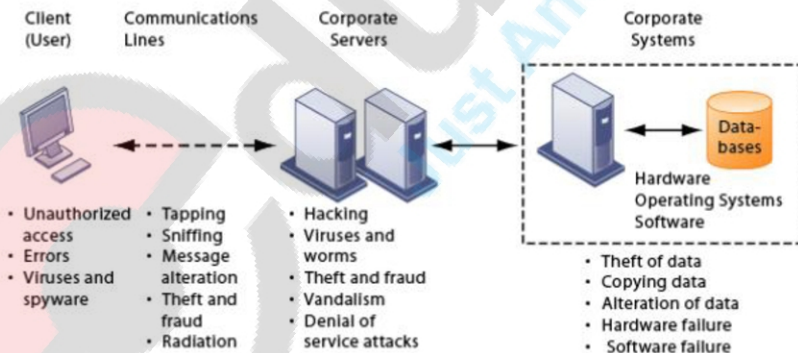 Client
(User)
Communications
Lines
Corporate
Servers
Corporate
Systems
Data-
bases
Hardware
Operating Systems
Software
• Unauthorized
access
• Errors
• Viruses and
spyware
• Tapping
• Sniffing
• Message
alteration
• Theft and
fraud
• Radiation
• Hacking
• Viruses and
worms
• Theft and fraud
• Vandalism
• Denial of
service attacks
• Theft of data
• Copying data
• Alteration of data
• Hardware failure
• Software failure
Just An